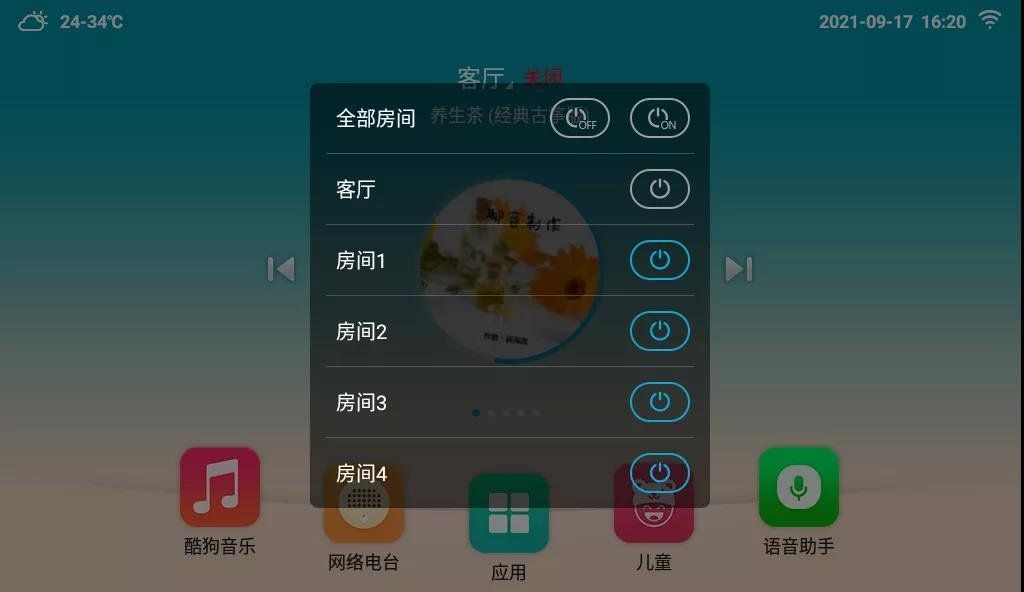 24-34℃
2021-09-17 16:20
客厅 关闭
全部房间
养生茶 (经典古筝
OFF
ON
客厅
房间1
房间2
房间3
房间4
酷狗音乐
网络电台
应用
儿童
语音助手